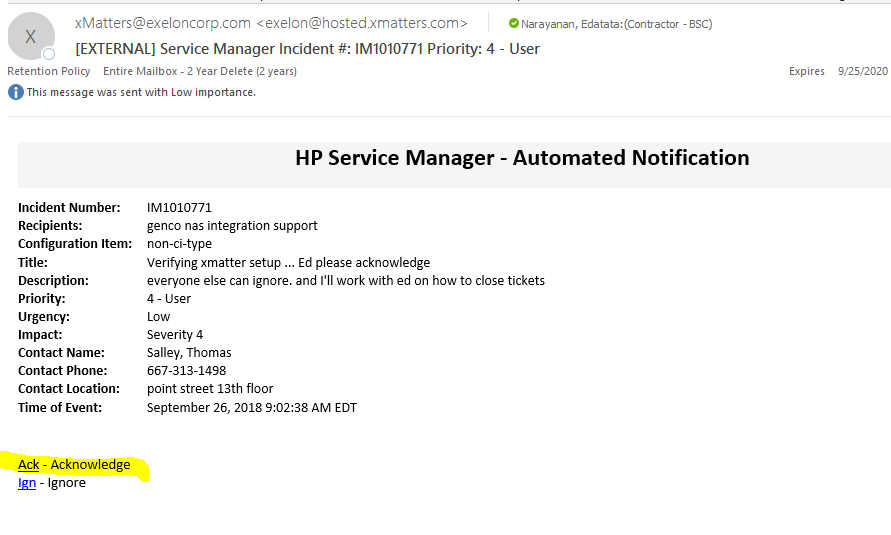 X
xMatters@exeloncorp.com <exelon@hosted.xmatters.com>
Narayanan, Edatata:(Contractor - BSC)
[EXTERNAL] Service Manager Incident #: IM1010771 Priority: 4 - User
Retention Policy Entire Mailbox - 2 Year Delete (2 years)
Expires 9/25/2020
This message was sent with Low importance.
HP Service Manager - Automated Notification
Incident Number: IM1010771
Recipients: genco nas integration support
Configuration Item: non-ci-type
Title: Verifying xmatter setup ... Ed please acknowledge
Description: everyone else can ignore. and I'll work with ed on how to close tickets
Priority: 4 - User
Urgency: Low
Impact: Severity 4
Contact Name: Salley, Thomas
Contact Phone: 667-313-1498
Contact Location: point street 13th floor
Time of Event: September 26, 2018 9:02:38 AM EDT
Ack - Acknowledge
Ign - Ignore